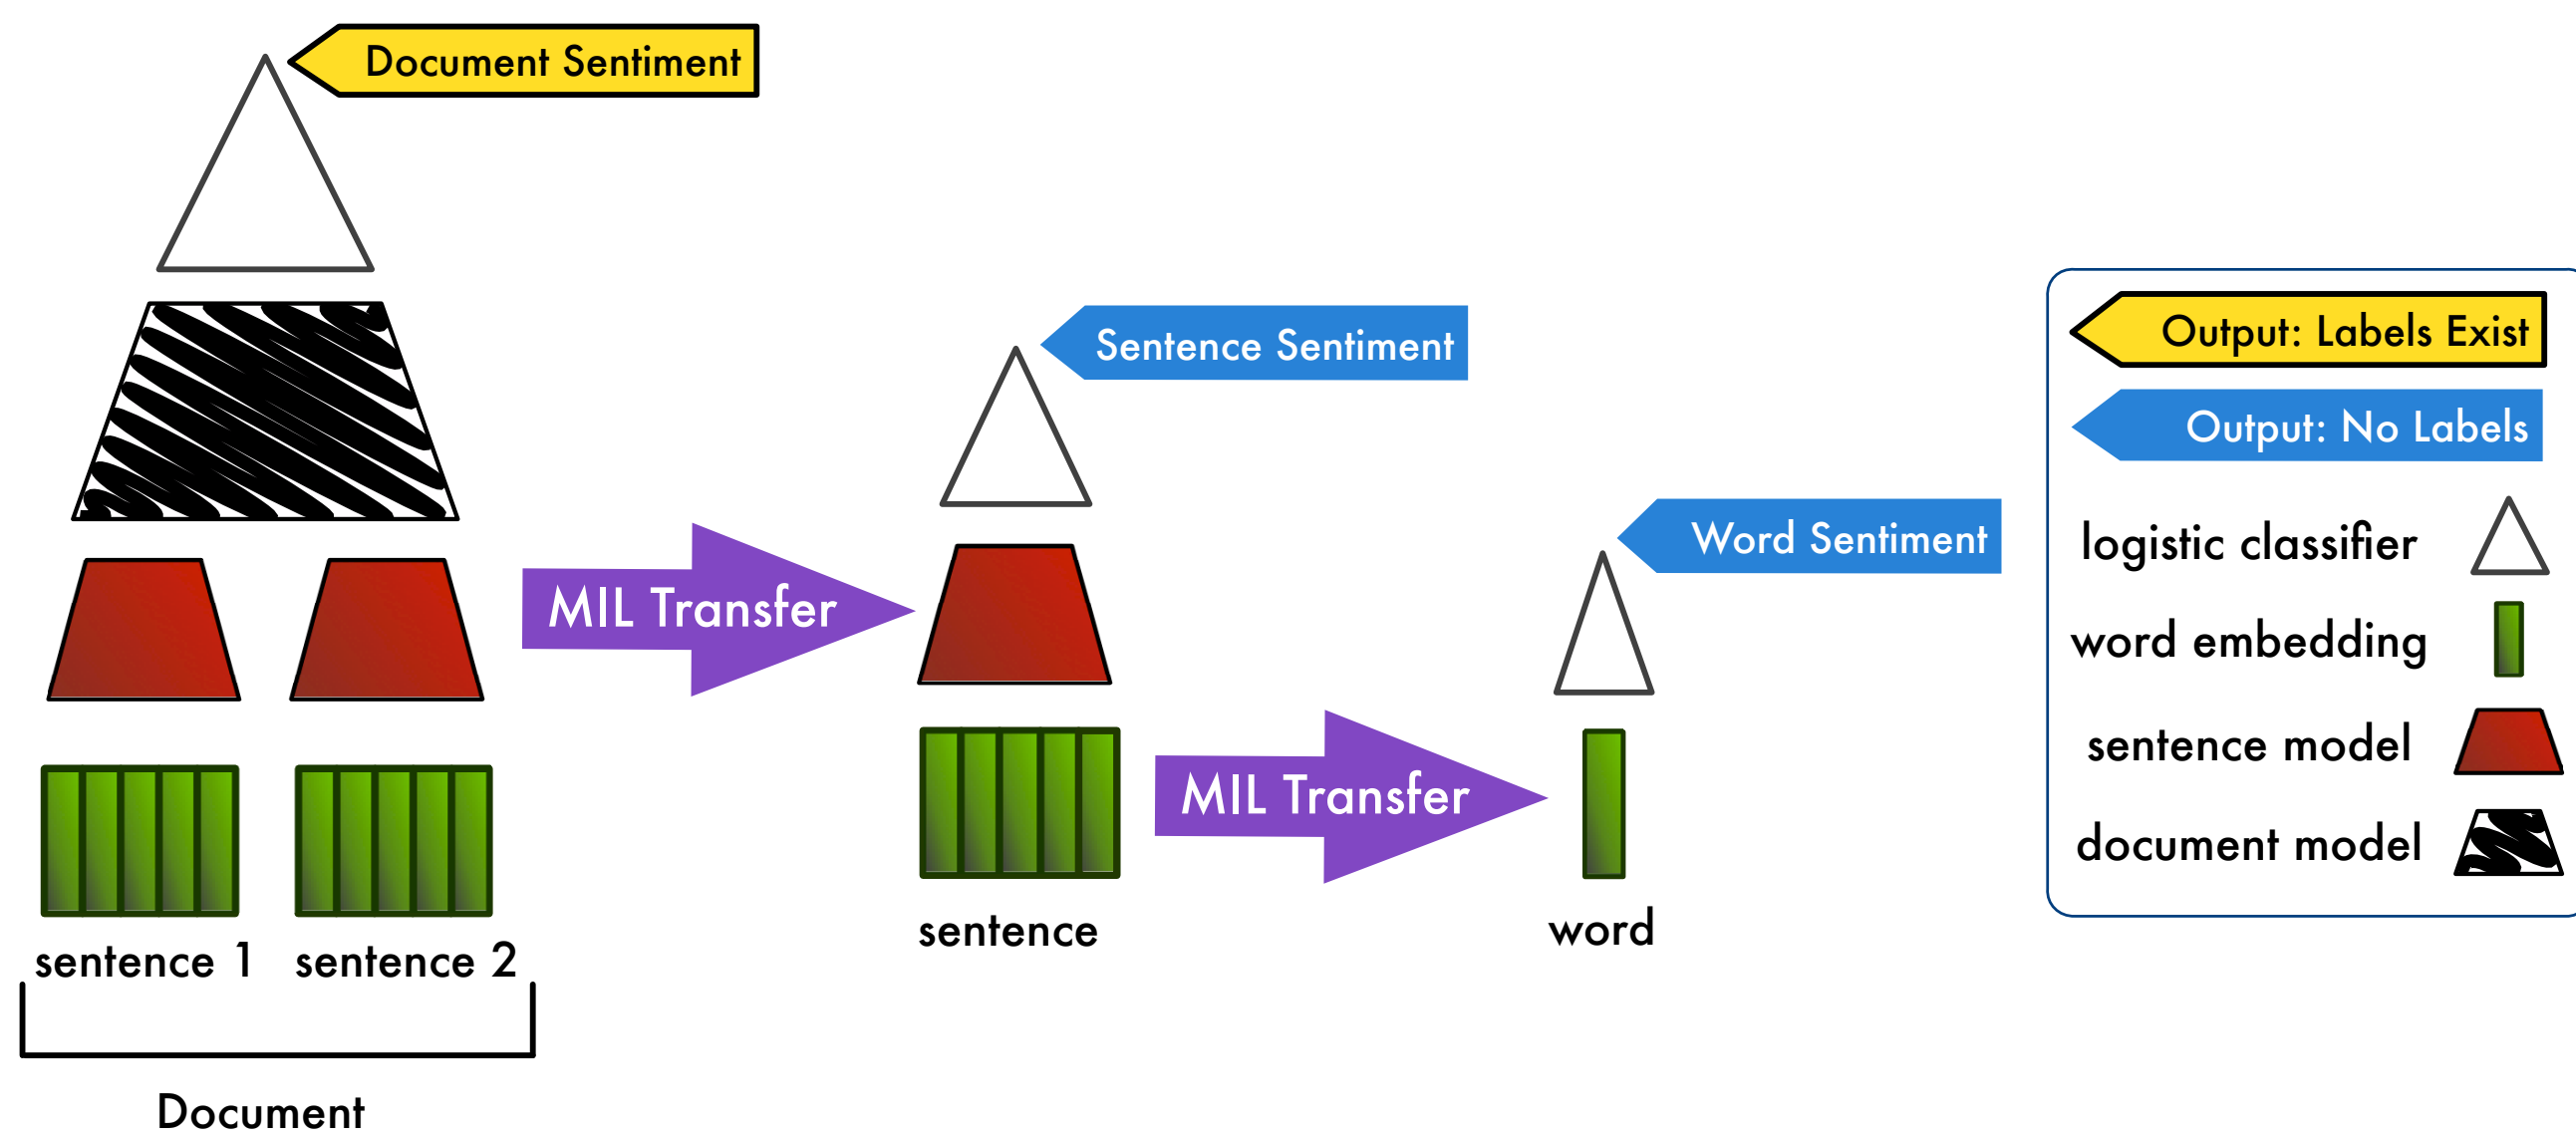 Document Sentiment
Sentence Sentiment
Word Sentiment
MIL Transfer
MIL Transfer
sentence 1
sentence 2
Document
sentence
word
Output: Labels Exist
Output: No Labels
logistic classifier
word embedding
sentence model
document model